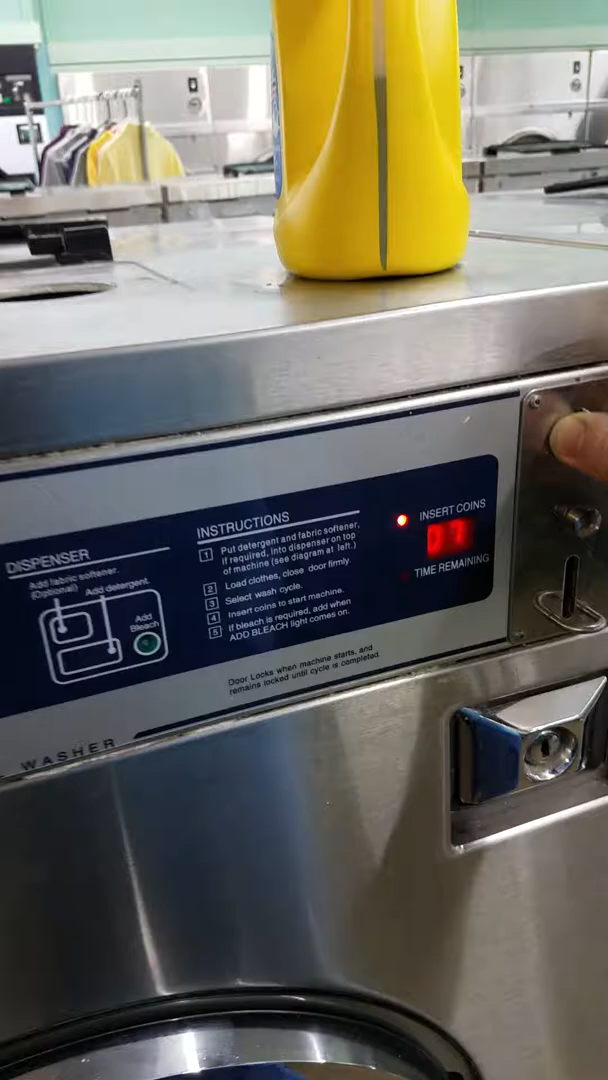 DISPENSER
Add fabric softener.
(Optional)
Add detergent.
Add
Bleach
INSTRUCTIONS
1 Put detergent and fabric softener,
if required, into dispenser on top
of machine (see diagram at left.)
2 Load clothes, close door firmly.
3 Select wash cycle.
4 Insert coins to start machine.
5 If bleach is required, add when
ADD BLEACH light comes on.
Door Locks when machine starts, and
remains locked until cycle is completed.
INSERT COINS
TIME REMAINING
WASHER